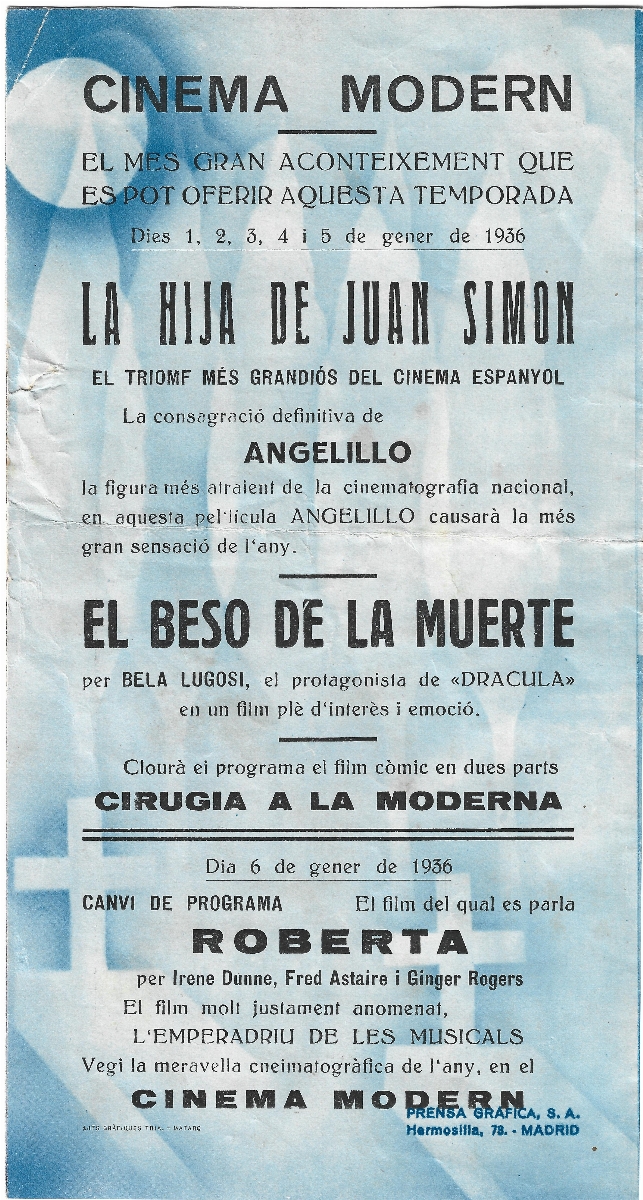 CINEMA MODERN
EL MES GRAN ACONTEIXEMENT QUE
ES POT OFERIR AQUESTA TEMPORADA
Dies 1, 2, 3, 4 i 5 de gener de 1936
LA HIJA DE JUAN SIMON
EL TRIOMF MÉS GRANDIÓS DEL CINEMA ESPANYOL
La consagració definitiva de
ANGELILLO
la figura més atraient de la cinematografia nacional,
en aquesta pel·lícula ANGELILLO causarà la més
gran sensació de l'any.
EL BESO DE LA MUERTE
per BELA LUGOSI, el protagonista de «DRACULA»
en un film plè d'interès i emoció.
Clourà el programa el film còmic en dues parts
CIRUGIA A LA MODERNA
Dia 6 de gener de 1936
CANVI DE PROGRAMA El film del qual es parla
ROBERTA
per Irene Dunne, Fred Astaire i Ginger Rogers
El film molt justament anomenat,
L'EMPERADRIU DE LES MUSICALS
Vegi la meravella cneimatogràfica de l'any, en el
CINEMA MODERN
PRENSA GRÁFICA, S. A.
Hermosilla, 73. - MADRID
GRÀFIQUES TRIA - MATARÓ